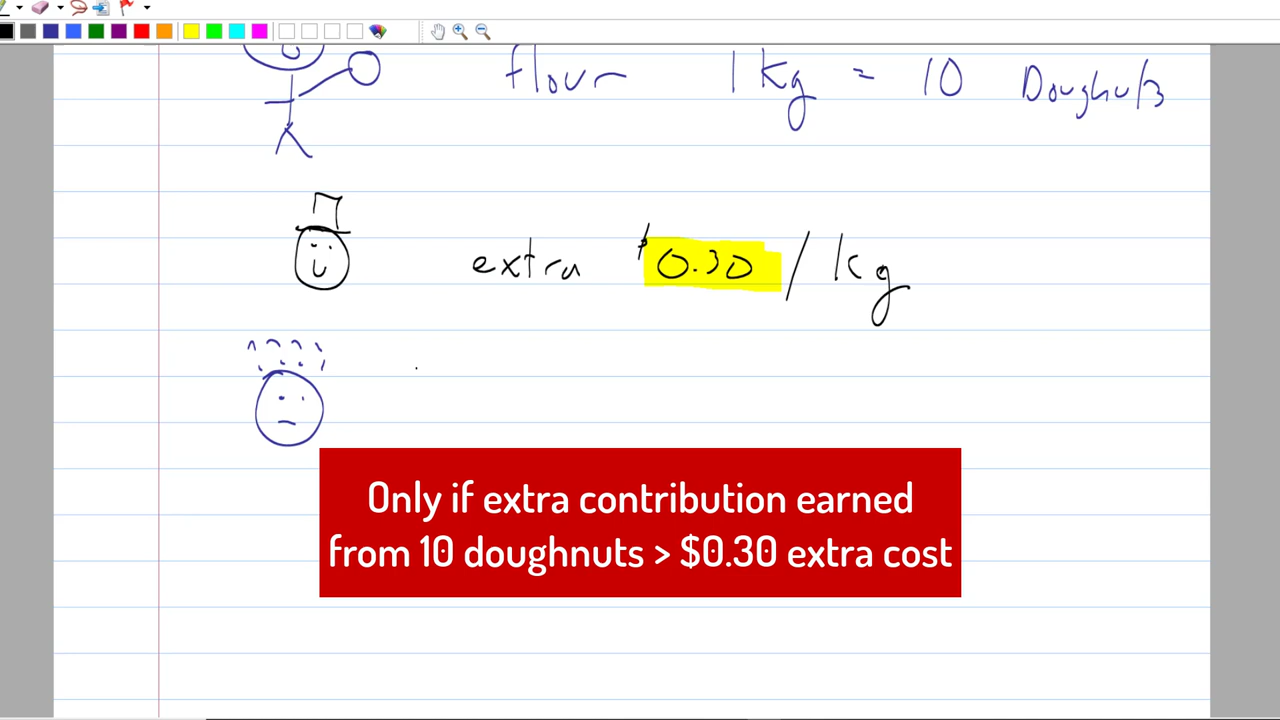 flour 1 kg = 10 Doughnuts
extra $0.30 / kg
Only if extra contribution earned
from 10 doughnuts > $0.30 extra cost